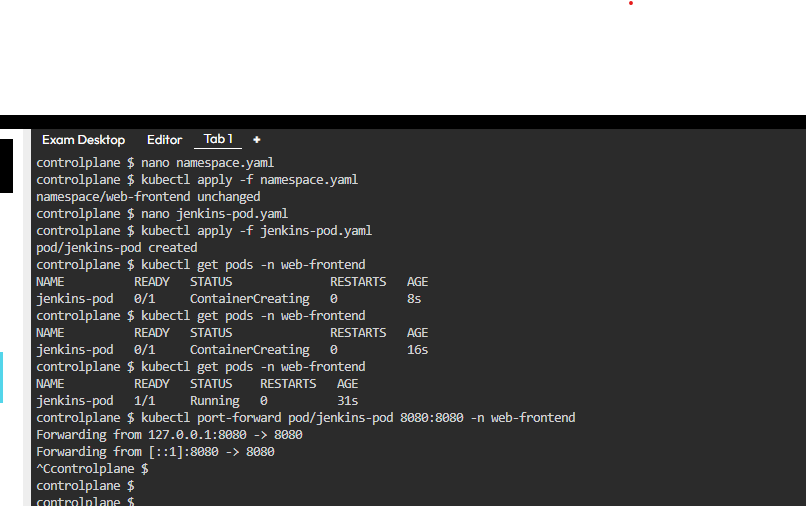 Exam Desktop Editor Tab 1 +
controlplane $ nano namespace.yaml
controlplane $ kubectl apply -f namespace.yaml
namespace/web-frontend unchanged
controlplane $ nano jenkins-pod.yaml
controlplane $ kubectl apply -f jenkins-pod.yaml
pod/jenkins-pod created
controlplane $ kubectl get pods -n web-frontend
NAME READY STATUS RESTARTS AGE
jenkins-pod 0/1 ContainerCreating 0 8s
controlplane $ kubectl get pods -n web-frontend
NAME READY STATUS RESTARTS AGE
jenkins-pod 0/1 ContainerCreating 0 16s
controlplane $ kubectl get pods -n web-frontend
NAME READY STATUS RESTARTS AGE
jenkins-pod 1/1 Running 0 31s
controlplane $ kubectl port-forward pod/jenkins-pod 8080:8080 -n web-frontend
Forwarding from 127.0.0.1:8080 -> 8080
Forwarding from [::1]:8080 -> 8080
^Ccontrolplane $
controlplane $
controlplane $